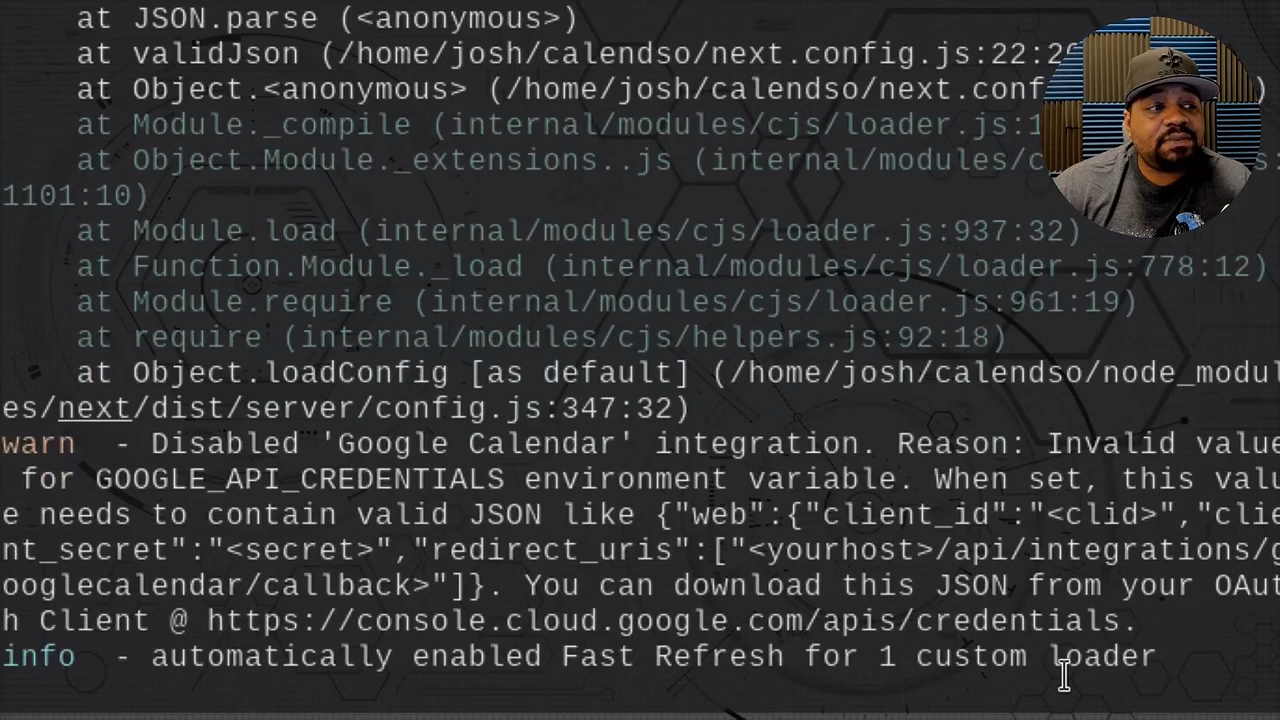 at JSON.parse (<anonymous>)
at validJson (/home/josh/calendso/next.config.js:22:2
at Object.<anonymous> (/home/josh/calendso/next.conf )
at Module._compile (internal/modules/cjs/loader.js:1
at Object.Module._extensions..js (internal/modules/c s:
1101:10)
at Module.load (internal/modules/cjs/loader.js:937:32)
at Function.Module._load (internal/modules/cjs/loader.js:778:12)
at Module.require (internal/modules/cjs/loader.js:961:19)
at require (internal/modules/cjs/helpers.js:92:18)
at Object.loadConfig [as default] (/home/josh/calendso/node_modul
es/next/dist/server/config.js:347:32)
warn - Disabled 'Google Calendar' integration. Reason: Invalid value
for GOOGLE_API_CREDENTIALS environment variable. When set, this valu
e needs to contain valid JSON like {"web":{"client_id":"<clid>","clie
nt_secret":"<secret>","redirect_uris":["<yourhost>/api/integrations/g
ooglecalendar/callback>"]}. You can download this JSON from your OAut
h Client @ https://console.cloud.google.com/apis/credentials.
info - automatically enabled Fast Refresh for 1 custom loader